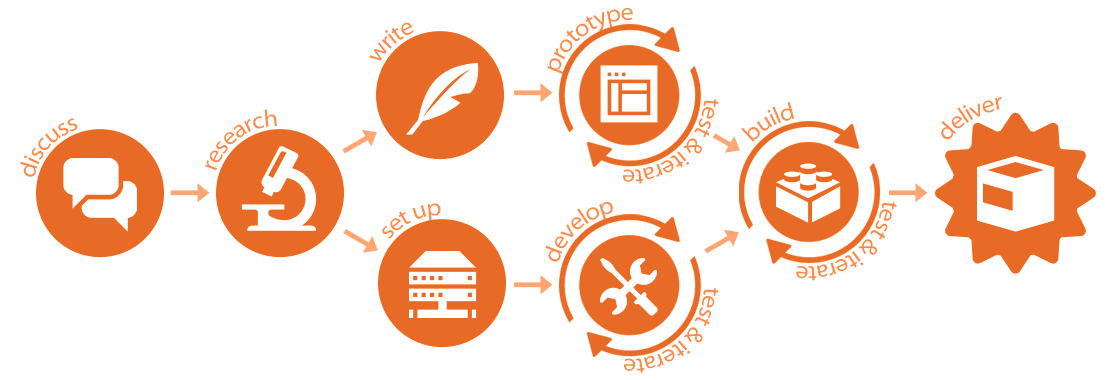 discuss
research
write
prototype
test & iterate
set up
develop
test & iterate
build
test & iterate
deliver